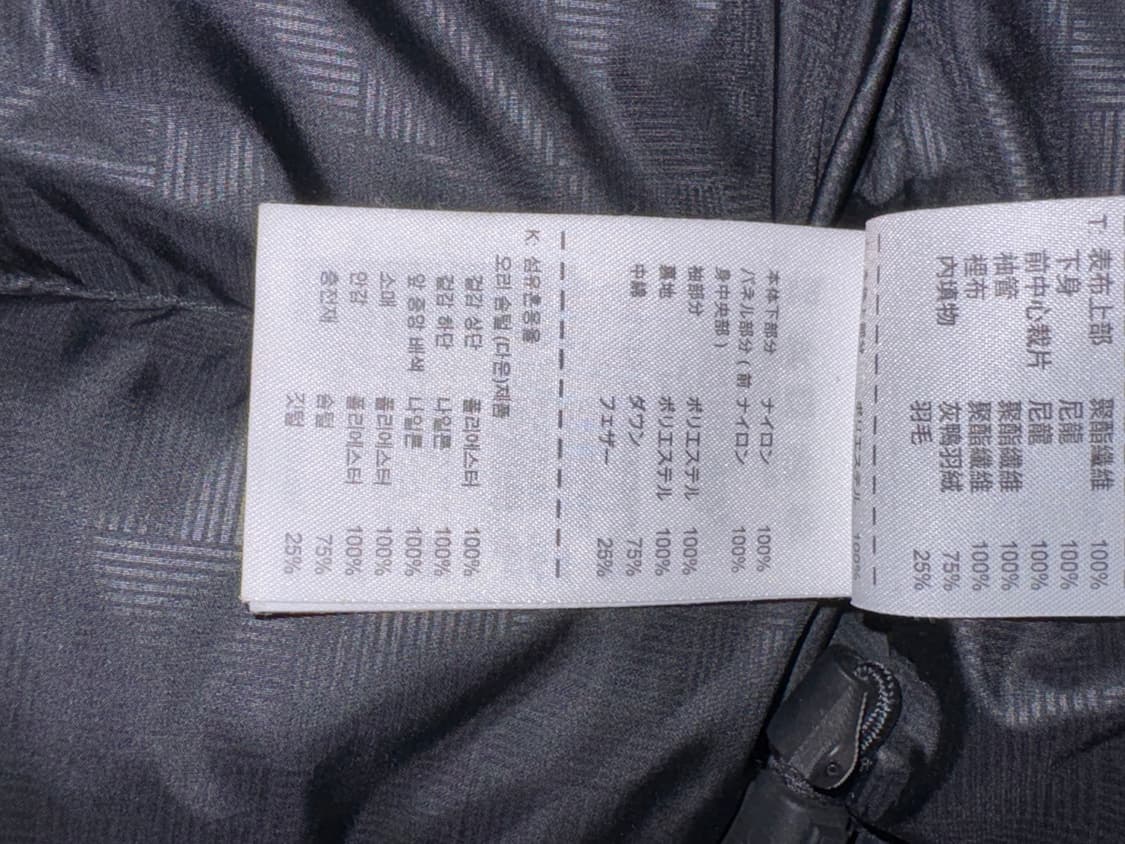 T. 表布上部 聚酯纖維 100%
下身 尼龍 100%
前中心裁片 尼龍 100%
袖管 聚酯纖維 100%
裡布 聚酯纖維 100%
內填物 灰鴨羽絨 75%
羽毛 25%
ポリエステル 100%
本体下部分 ナイロン 100%
パネル部分 ( 前 ナイロン 100%
身中央部 )
袖部分 ポリエステル 100%
裏地 ポリエステル 100%
中綿 ダウン 75%
フェザー 25%
K 섬유혼용율
오리 솜털 (다운)제품
겉감 상단 폴리에스터 100%
겉감 하단 나일론 100%
앞 중앙 배색 나일론 100%
소매 폴리에스터 100%
안감 폴리에스터 100%
충전재 솜털 75%
깃털 25%